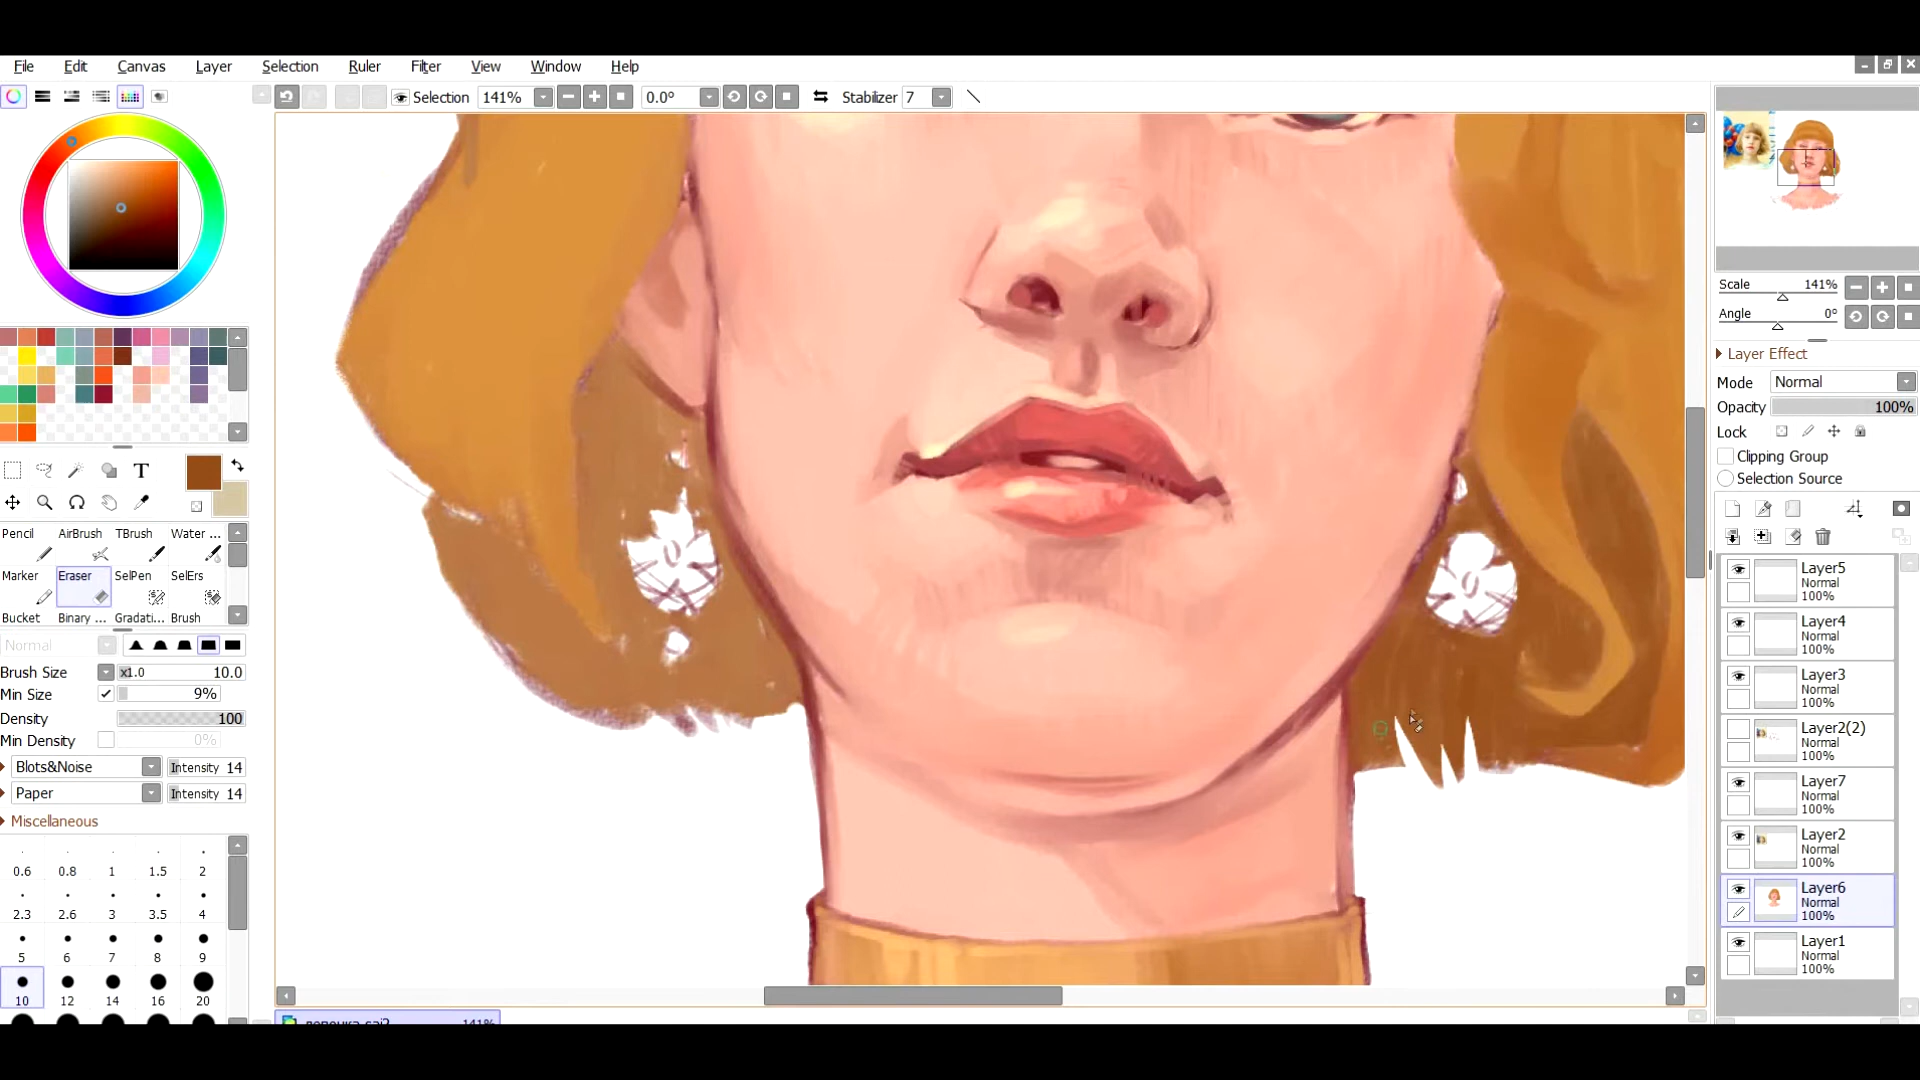 File Edit Canvas Layer Selection Ruler Filter View Window Help
Selection 141% 0.0° Stabilizer 7
Scale 141%
Angle 0°
Layer Effect
Mode Normal
Opacity 100%
Lock
Clipping Group
Selection Source
T
Pencil AirBrush TBrush Water ...
Marker Eraser SelPen SelErs
Bucket Binary ... Gradati... Brush
Normal
Brush Size x1.0 10.0
Min Size 9%
Density 100
Min Density 0%
Blots&Noise Intensity 14
Paper Intensity 14
Miscellaneous
0.6 0.8 1 1.5 2
2.3 2.6 3 3.5 4
5 6 7 8 9
10 12 14 16 20
Layer5
Normal
100%
Layer4
Normal
100%
Layer3
Normal
100%
Layer2(2)
Normal
100%
Layer7
Normal
100%
Layer2
Normal
100%
Layer6
Normal
100%
Layer1
Normal
100%
141%